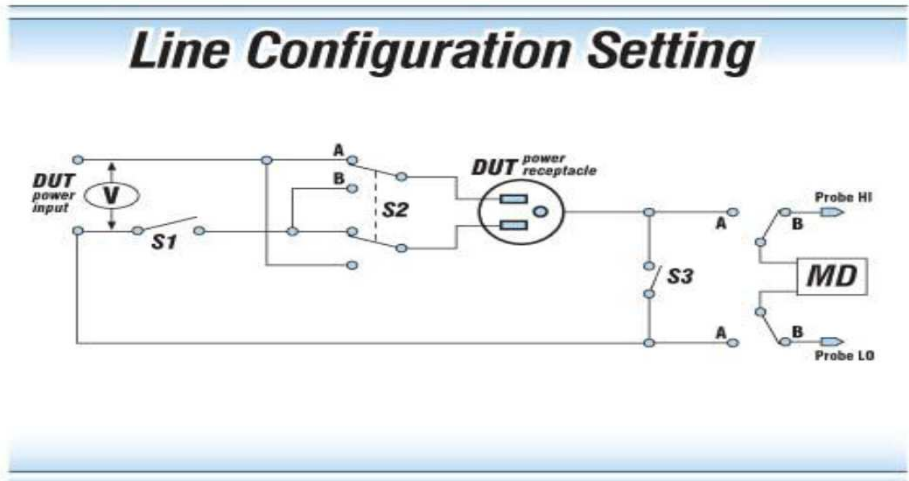 Line Configuration Setting
DUT
power
input
V
S1
A
B
S2
DUT power
receptacle
S3
A
B
Probe HI
MD
A
B
Probe LO